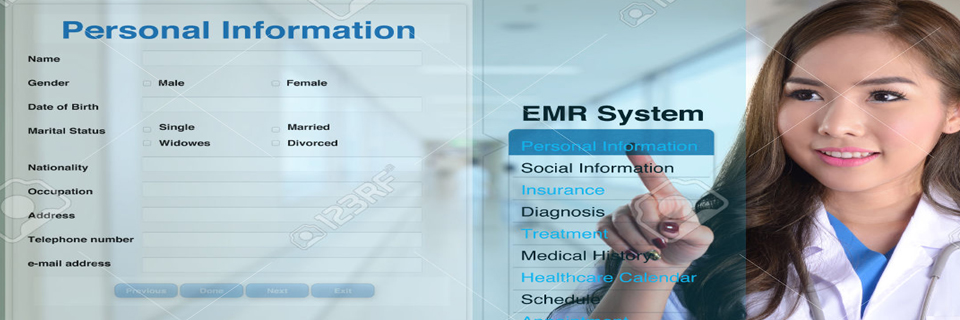 Personal Information
Name
Gender Male Female
Date of Birth
Marital Status Single Married
Widowes Divorced
Nationality
Occupation
Address
Telephone number
e-mail address
Previous Done Next Exit
EMR System
Personal Information
Social Information
Insurance
Diagnosis
Treatment
Medical History
Healthcare Calendar
Schedule
123RF
123RF